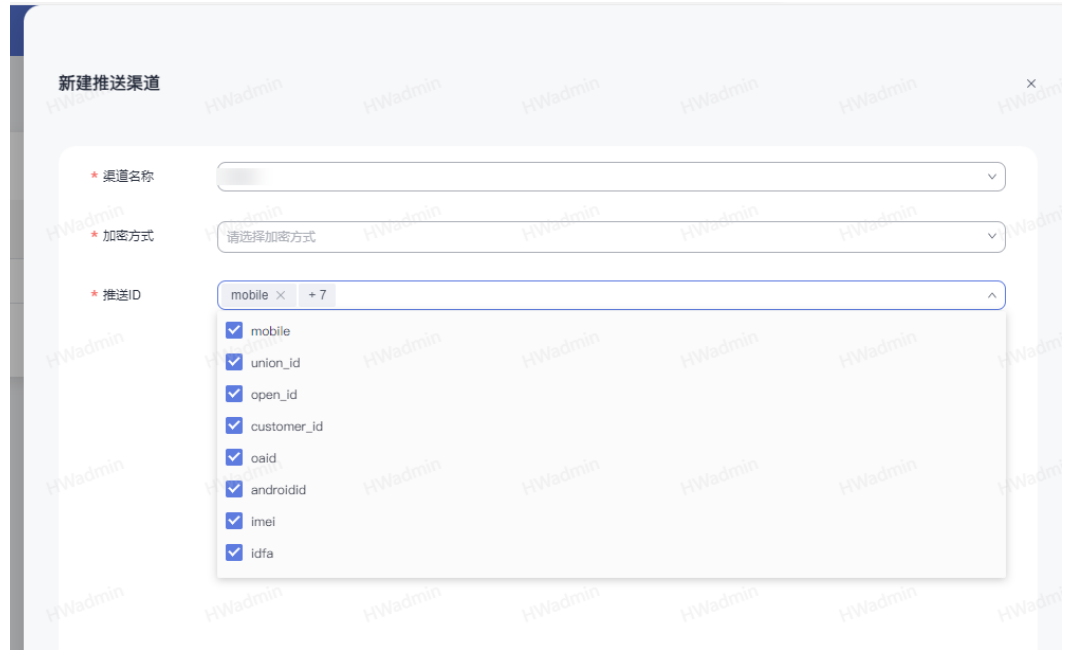 新建推送渠道
* 渠道名称
* 加密方式 请选择加密方式
* 推送ID mobile + 7
mobile
union_id
open_id
customer_id
oaid
androidid
imei
idfa
HWadmin